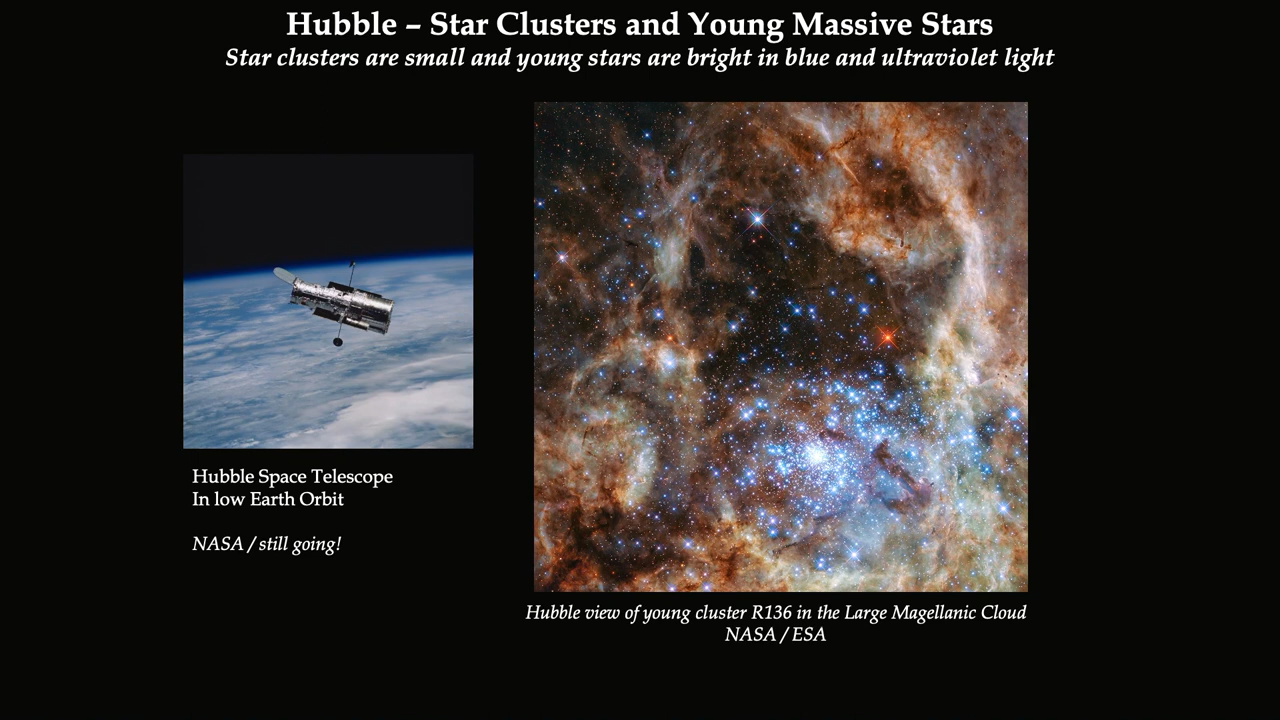 Hubble – Star Clusters and Young Massive Stars
Star clusters are small and young stars are bright in blue and ultraviolet light
Hubble Space Telescope
In low Earth Orbit
NASA / still going!
Hubble view of young cluster R136 in the Large Magellanic Cloud
NASA / ESA